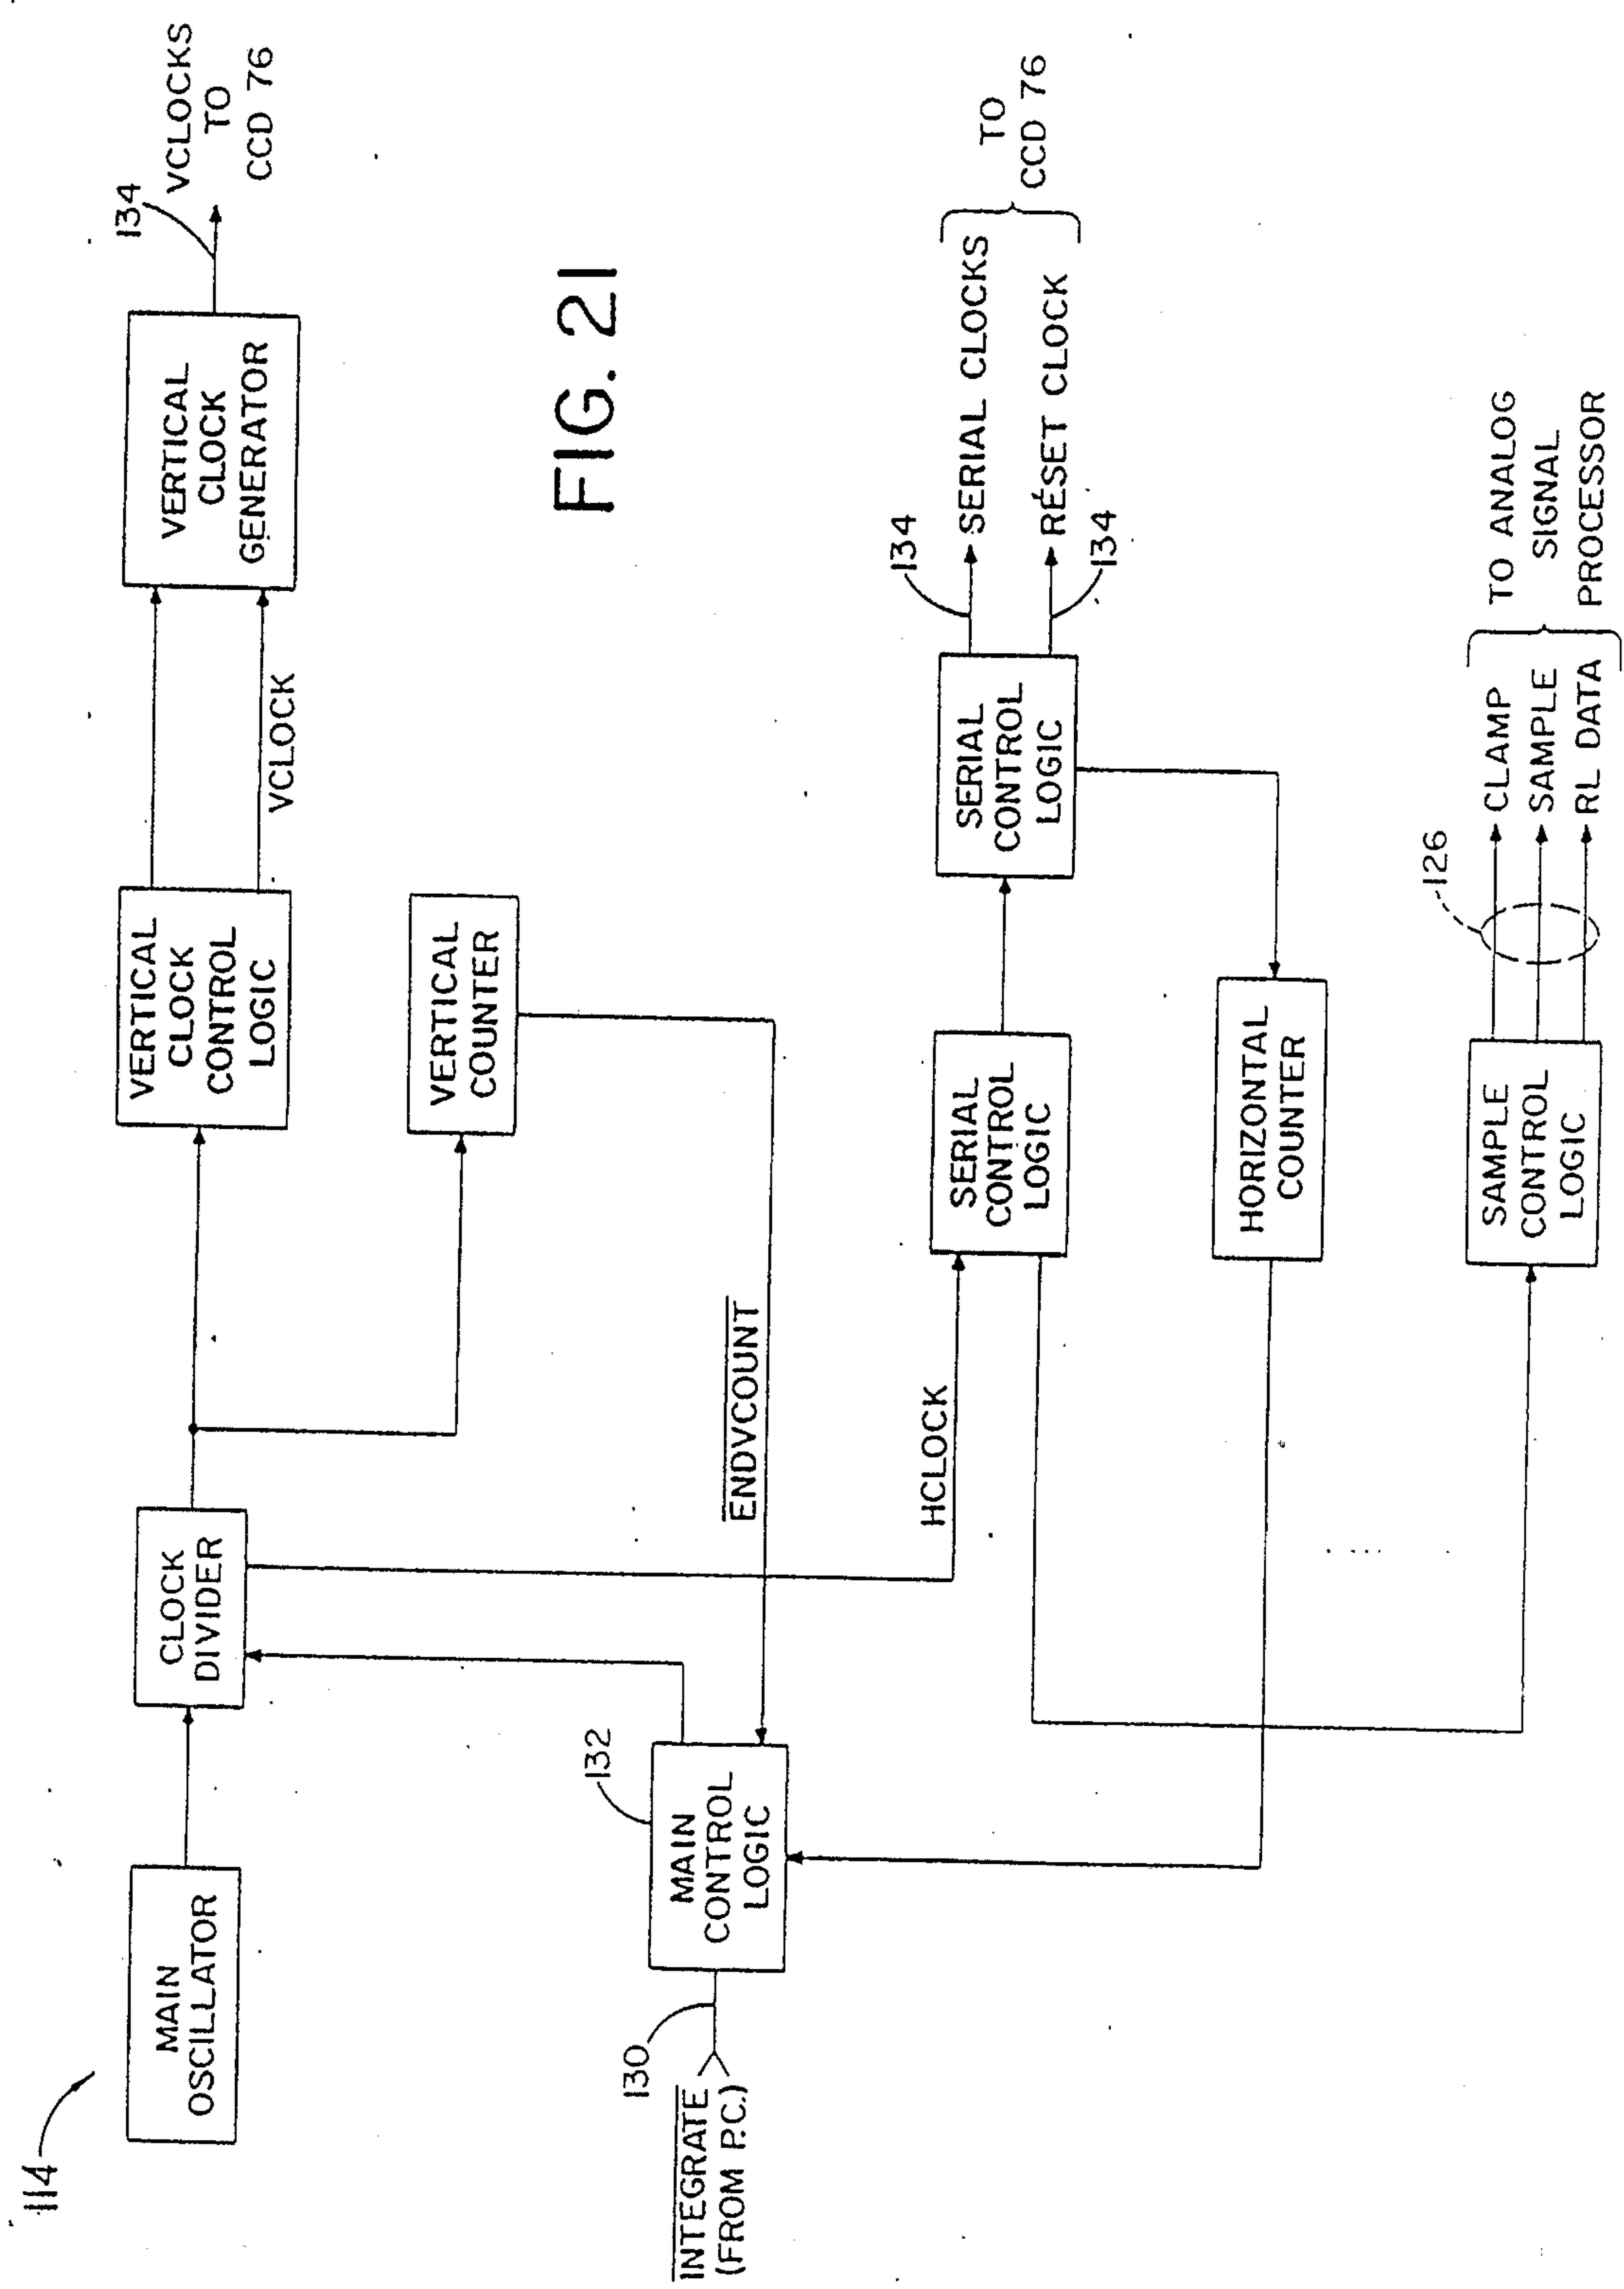 114
MAIN
OSCILLATOR
CLOCK
DIVIDER
VERTICAL
CLOCK
CONTROL
LOGIC
VCLOCK
VERTICAL
CLOCK
GENERATOR
134
VCLOCKS
TO
CCD 76
VERTICAL
COUNTER
FIG. 21
INTEGRATE
(FROM P.C.)
130
132
MAIN
CONTROL
LOGIC
ENDVCOUNT
HCLOCK
SERIAL
CONTROL
LOGIC
SERIAL
CONTROL
LOGIC
134
SERIAL CLOCKS
RESET CLOCK
134
TO
CCD 76
HORIZONTAL
COUNTER
SAMPLE
CONTROL
LOGIC
126
CLAMP
SAMPLE
RL DATA
TO ANALOG
SIGNAL
PROCESSOR